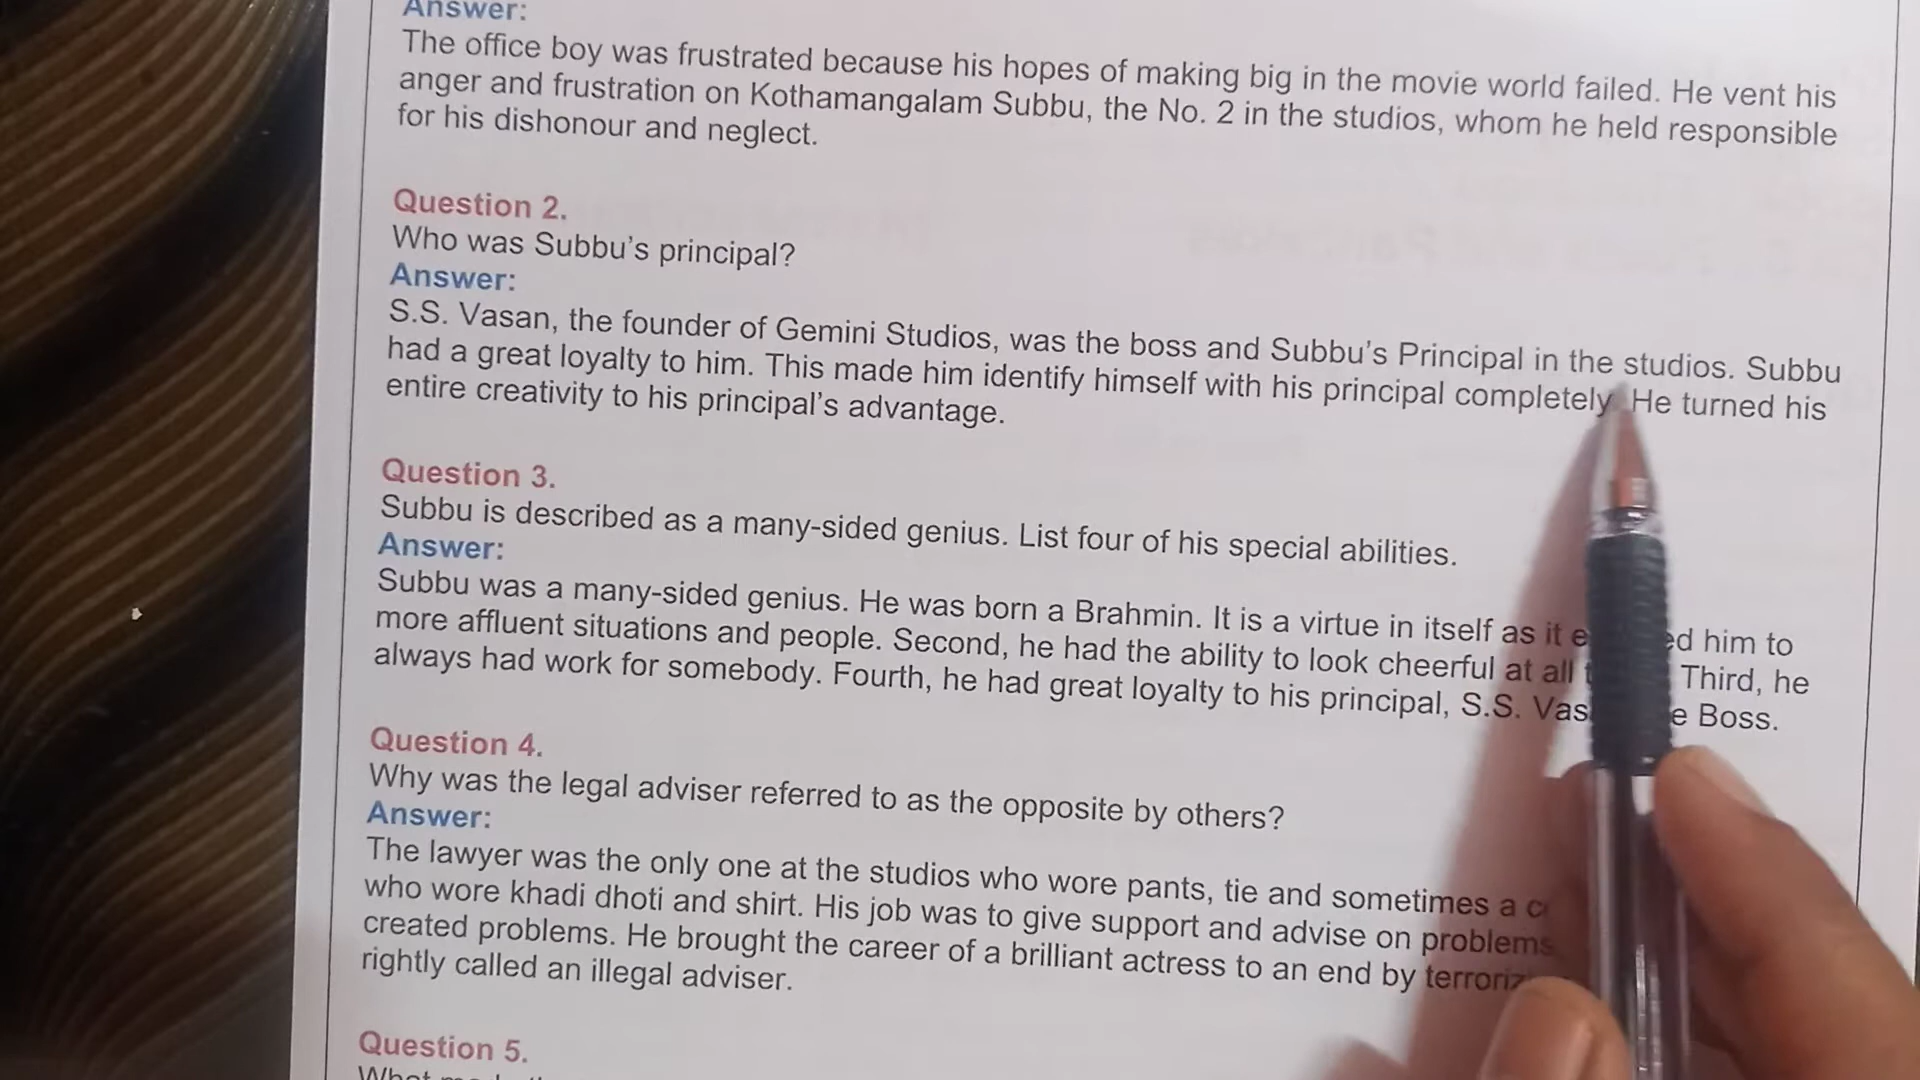 Answer:
The office boy was frustrated because his hopes of making big in the movie world failed. He vent his
anger and frustration on Kothamangalam Subbu, the No. 2 in the studios, whom he held responsible
for his dishonour and neglect.
Question 2.
Who was Subbu's principal?
Answer:
S.S. Vasan, the founder of Gemini Studios, was the boss and Subbu's Principal in the studios. Subbu
had a great loyalty to him. This made him identify himself with his principal completely. He turned his
entire creativity to his principal's advantage.
Question 3.
Subbu is described as a many-sided genius. List four of his special abilities.
Answer:
Subbu was a many-sided genius. He was born a Brahmin. It is a virtue in itself as it him to
more affluent situations and people. Second, he had the ability to look cheerful at all Third, he
always had work for somebody. Fourth, he had great loyalty to his principal, S.S. Boss.
Question 4.
Why was the legal adviser referred to as the opposite by others?
Answer:
The lawyer was the only one at the studios who wore pants, tie and sometimes a
who wore khadi dhoti and shirt. His job was to give support and advise on problems
created problems. He brought the career of a brilliant actress to an end by
rightly called an illegal adviser.
Question 5.